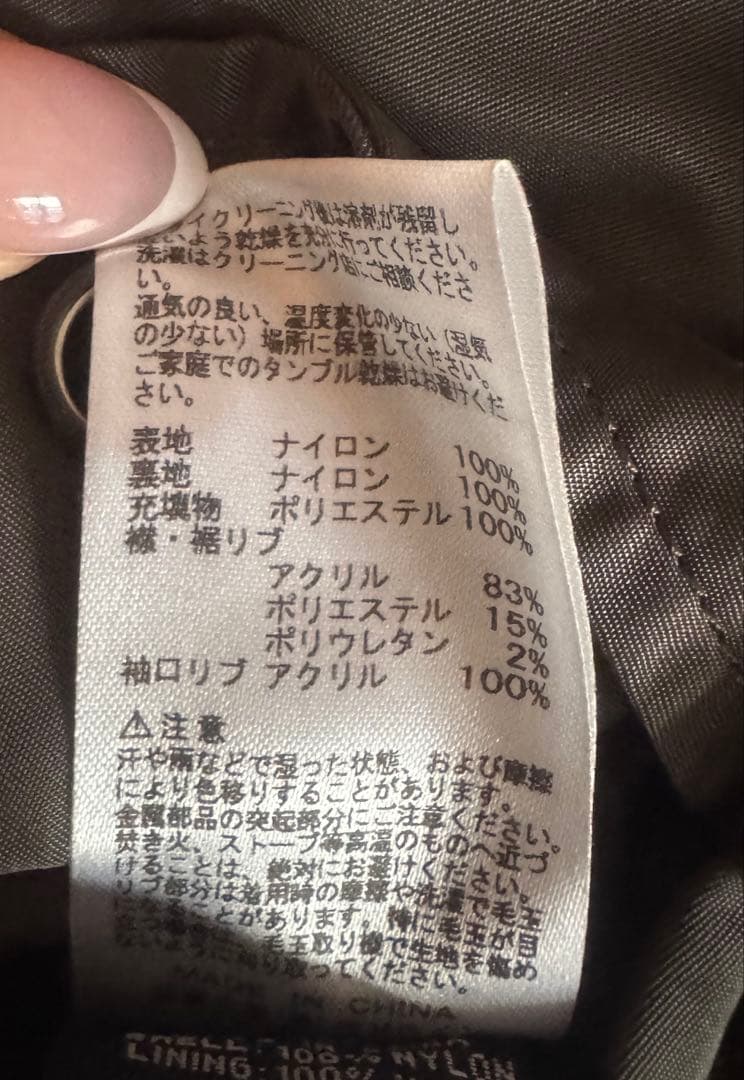 イクリーニング後は溶剤が残留し
よう乾燥を充分に行ってください。
洗濯はクリーニング店にご相談くださ
い。
通気の良い、温度変化の少ない(湿気
の少ない)場所に保管してください。
ご家庭でのタンブル乾燥はお避けくだ
さい。
表地 ナイロン 100%
裏地 ナイロン 100%
充填物 ポリエステル 100%
襟・裾リブ
アクリル 83%
ポリエステル 15%
ポリウレタン 2%
袖口リブ アクリル 100%
⚠注意
汗や雨などで湿った状態、および摩擦
により色移りすることがあります。
金属部品の突起部分にご注意ください。
焚き火、ストーブ等高温のものへ近づ
けることは、絶対にお避けください。
リブ部分は着用時の摩擦や洗濯で毛玉
になることがあります。特に毛玉が目
毛玉取り機で生地を傷め
取ってください。
MADE IN CHINA
NYLON
LINING:100%